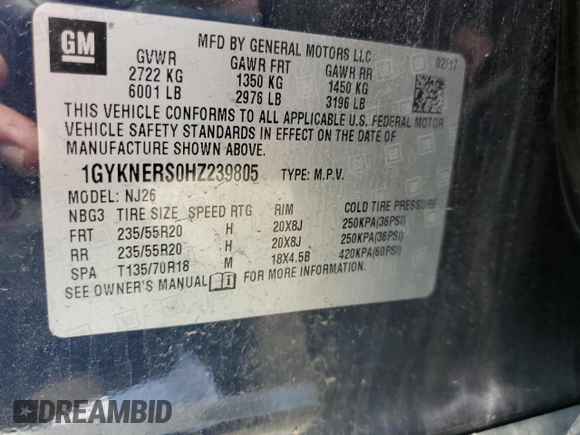 GM
MFD BY GENERAL MOTORS LLC
02/17
GVWR GAWR FRT GAWR RR
2722 KG 1350 KG 1450 KG
6001 LB 2976 LB 3196 LB
THIS VEHICLE CONFORMS TO ALL APPLICABLE U.S. FEDERAL MOTOR
VEHICLE SAFETY STANDARDS IN EFFECT ON THE DATE OF
MANUFACTURE SHOWN ABOVE.
1GYKNERS0HZ239805 TYPE: M.P.V.
MODEL: NJ26
NBG3 TIRE SIZE SPEED RTG RIM COLD TIRE PRESSURE
FRT 235/55R20 H 20X8J 250KPA(36PSI)
RR 235/55R20 H 20X8J 250KPA(36PSI)
SPA T135/70R18 M 18X4.5B 420KPA(60PSI)
SEE OWNER'S MANUAL FOR MORE INFORMATION.
DREAMBID